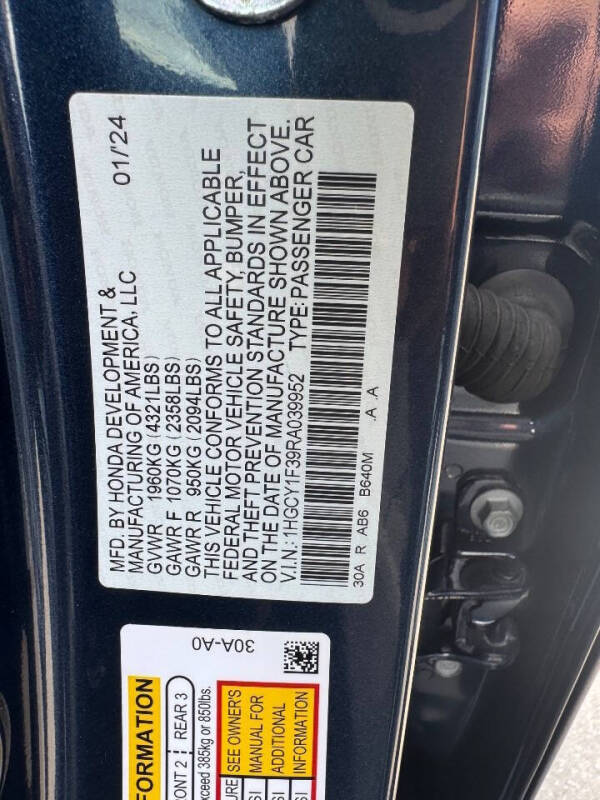 MFD. BY HONDA DEVELOPMENT & 01/'24
MANUFACTURING OF AMERICA, LLC
GVWR 1960KG (4321LBS)
GAWR F 1070KG (2358LBS)
GAWR R 950KG (2094LBS)
THIS VEHICLE CONFORMS TO ALL APPLICABLE
FEDERAL MOTOR VEHICLE SAFETY, BUMPER,
AND THEFT PREVENTION STANDARDS IN EFFECT
ON THE DATE OF MANUFACTURE SHOWN ABOVE.
V.I.N.: 1HGCY1F39RA039952 TYPE: PASSENGER CAR
30A R AB6 B640M .A .A
30A-A0
REAR 3
385kg or 850lbs.
SEE OWNER'S
MANUAL FOR
ADDITIONAL
INFORMATION